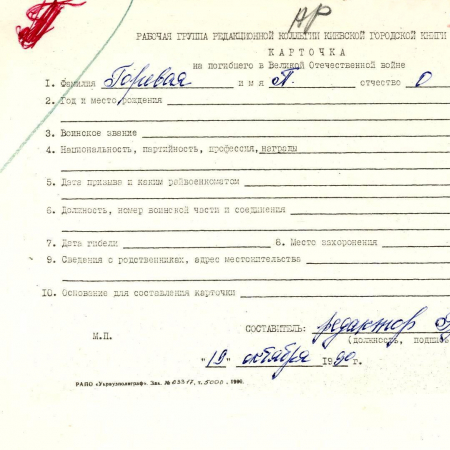 АР
РАБОЧАЯ ГРУППА РЕДАКЦИОННОЙ КОЛЛЕГИИ КИЕВСКОЙ ГОРОДСКОЙ КНИГИ
КАРТОЧКА
на погибшего в Великой Отечественной войне
1. Фамилия Горевая имя П. отчество О
2. Год и место рождения
3. Воинское звание
4. Национальность, партийность, профессия, награды
5. Дата призыва и каким райвоенкоматом
6. Должность, номер воинской части и соединения
7. Дата гибели 8. Место захоронения
9. Сведения о родственниках, адрес местожительства
10. Основание для составления карточки
СОСТАВИТЕЛЬ: редактор
(должность, подпись
М.П.
"19" октября 1990 г.
РАПО «Укрвузполиграф». Зак. № 03317, т. 5000. 1990.